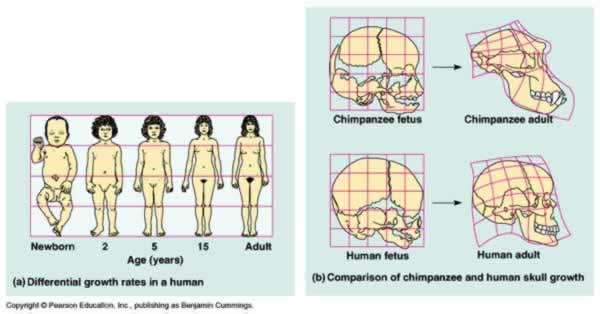 Newborn 2 5 15 Adult
Age (years)
(a) Differential growth rates in a human
Chimpanzee fetus Chimpanzee adult
Human fetus Human adult
(b) Comparison of chimpanzee and human skull growth
Copyright © Pearson Education, Inc., publishing as Benjamin Cummings.